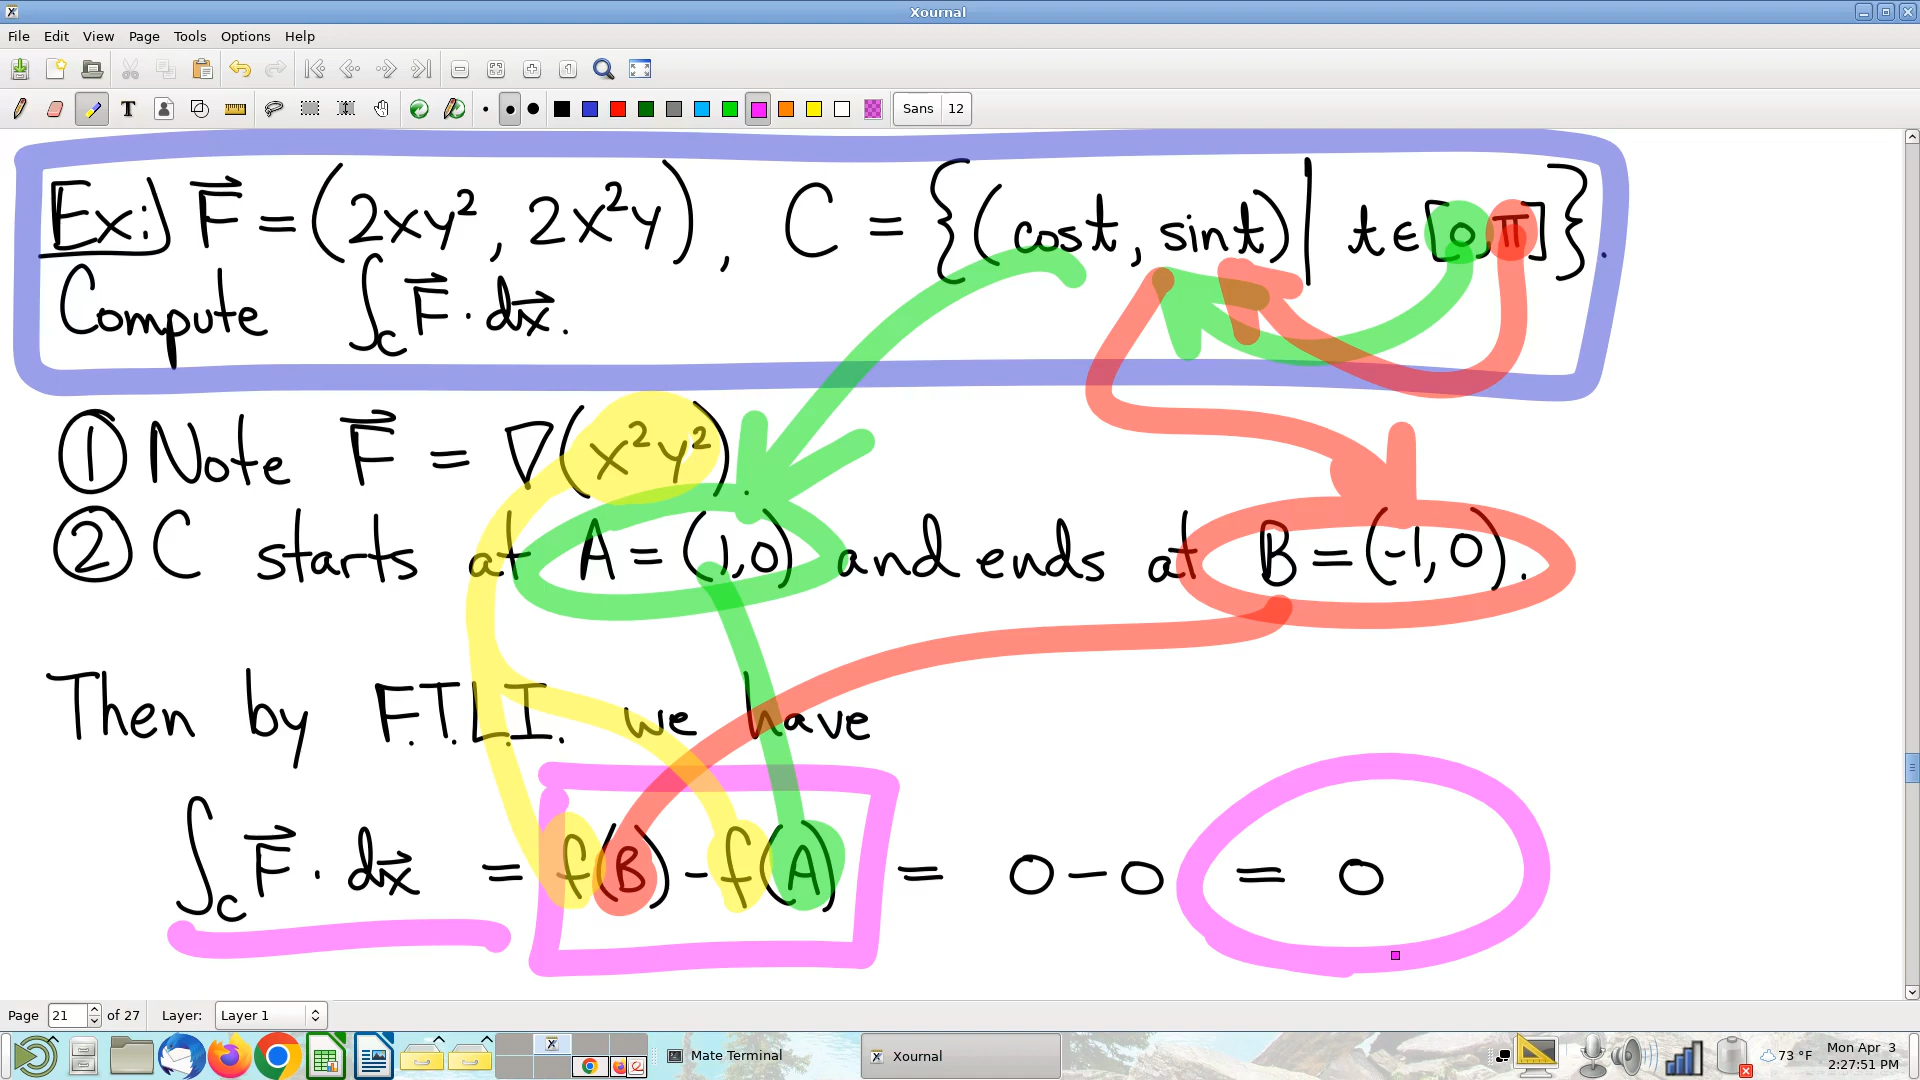 Xournal
File Edit View Page Tools Options Help
Sans 12
Ex: F⃗ = (2xy², 2x²y), C = {(cost, sint) | t∈[0,π]}.
Compute ∫_C F⃗ · dx⃗.
① Note F⃗ = ∇(x²y²).
② C starts at A = (1,0) and ends at B = (-1,0).
Then by F.T.L.I. we have
∫_C F⃗ · dx⃗ = f(B) - f(A) = 0 - 0 = 0
Page 21 of 27 Layer: Layer 1
Mate Terminal Xournal 73 °F Mon Apr 3
2:27:51 PM